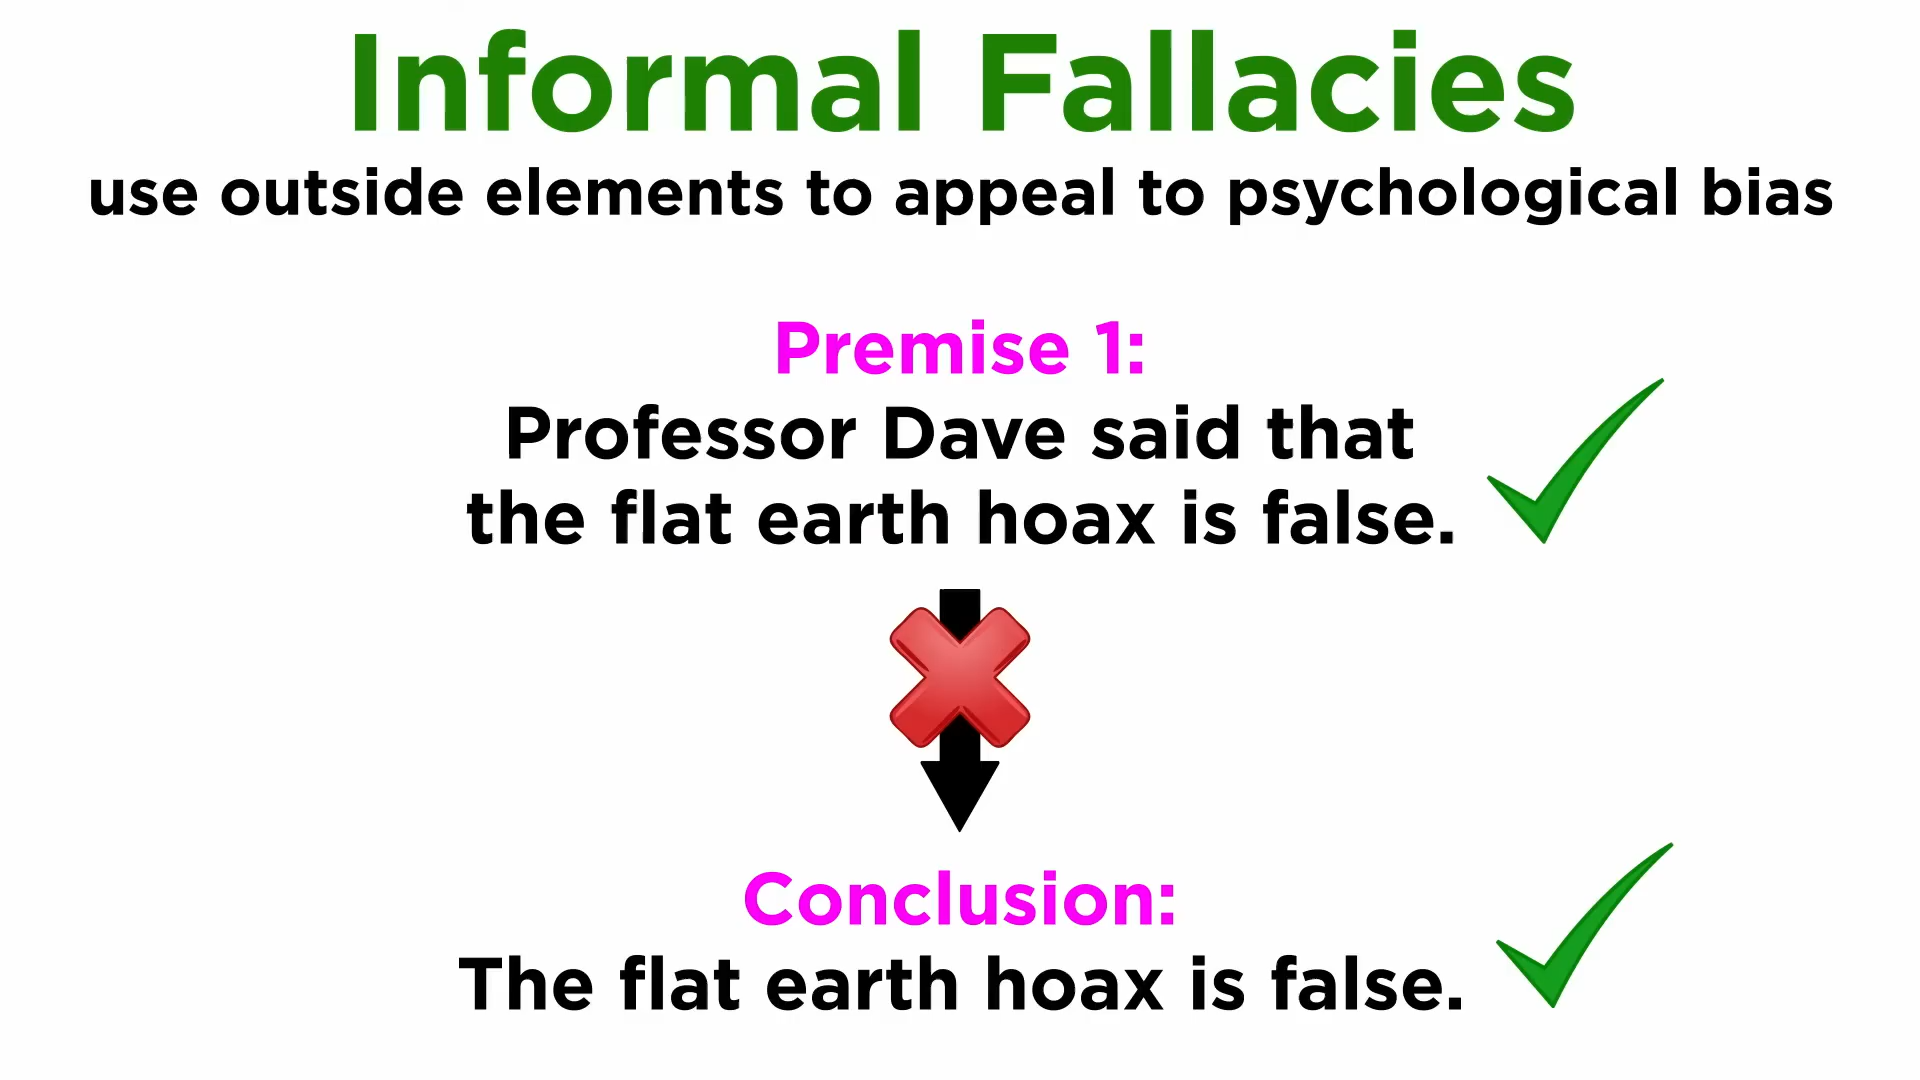 Informal Fallacies
use outside elements to appeal to psychological bias
Premise 1:
Professor Dave said that
the flat earth hoax is false.
Conclusion:
The flat earth hoax is false.